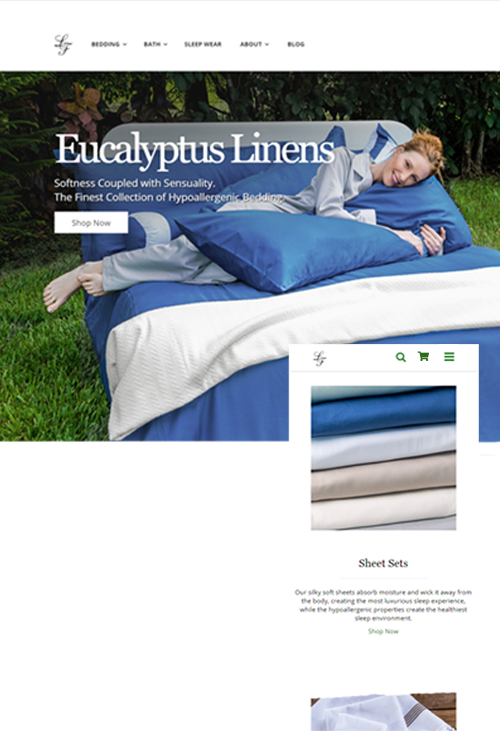 BEDDING BATH SLEEP WEAR ABOUT BLOG
Eucalyptus Linens
Softness Coupled with Sensuality.
The Finest Collection of Hypoallergenic Bedding.
Shop Now
Sheet Sets
Our silky soft sheets absorb moisture and wick it away from
the body, creating the most luxurious sleep experience,
while the hypoallergenic properties create the healthiest
sleep environment.
Shop Now